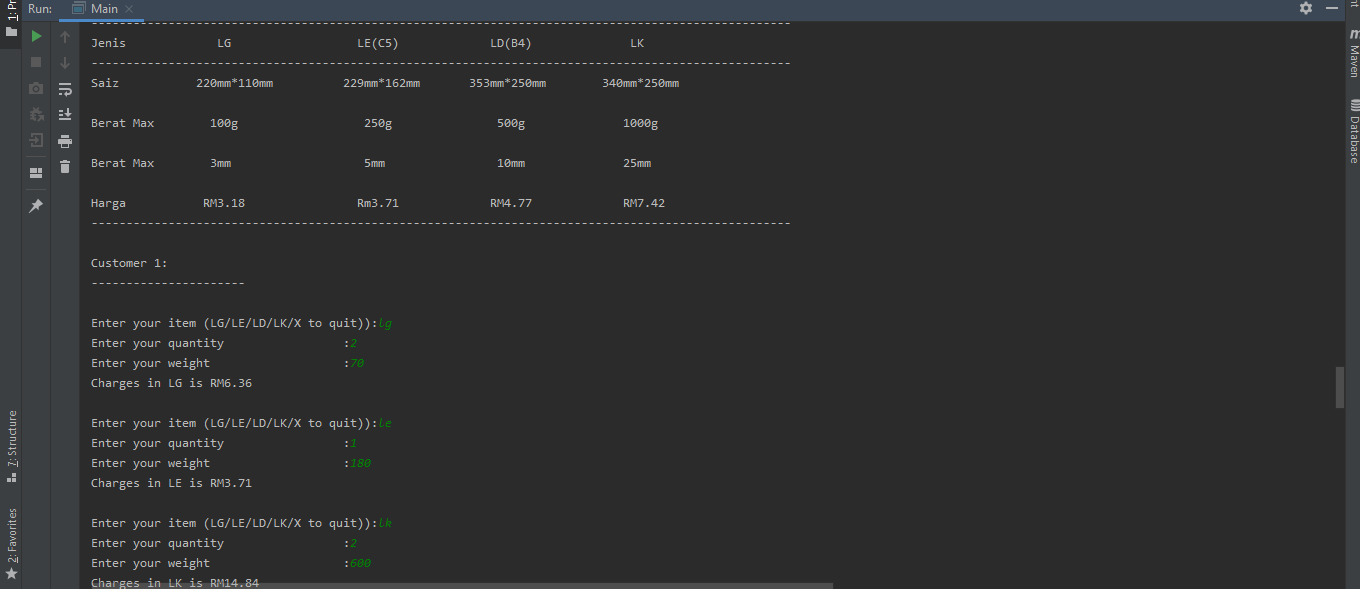 Run: Main
1: Pr
----------------------------------------------------------------------------------------------------
Jenis LG LE(C5) LD(B4) LK
----------------------------------------------------------------------------------------------------
Saiz 220mm*110mm 229mm*162mm 353mm*250mm 340mm*250mm
Berat Max 100g 250g 500g 1000g
Berat Max 3mm 5mm 10mm 25mm
Harga RM3.18 Rm3.71 RM4.77 RM7.42
----------------------------------------------------------------------------------------------------
Customer 1:
----------------------
Enter your item (LG/LE/LD/LK/X to quit)):lg
Enter your quantity :2
Enter your weight :70
Charges in LG is RM6.36
Enter your item (LG/LE/LD/LK/X to quit)):le
Enter your quantity :1
Enter your weight :180
Charges in LE is RM3.71
Enter your item (LG/LE/LD/LK/X to quit)):lk
Enter your quantity :2
Enter your weight :600
Charges in LK is RM14.84
7: Structure
2: Favorites
m Maven
Database